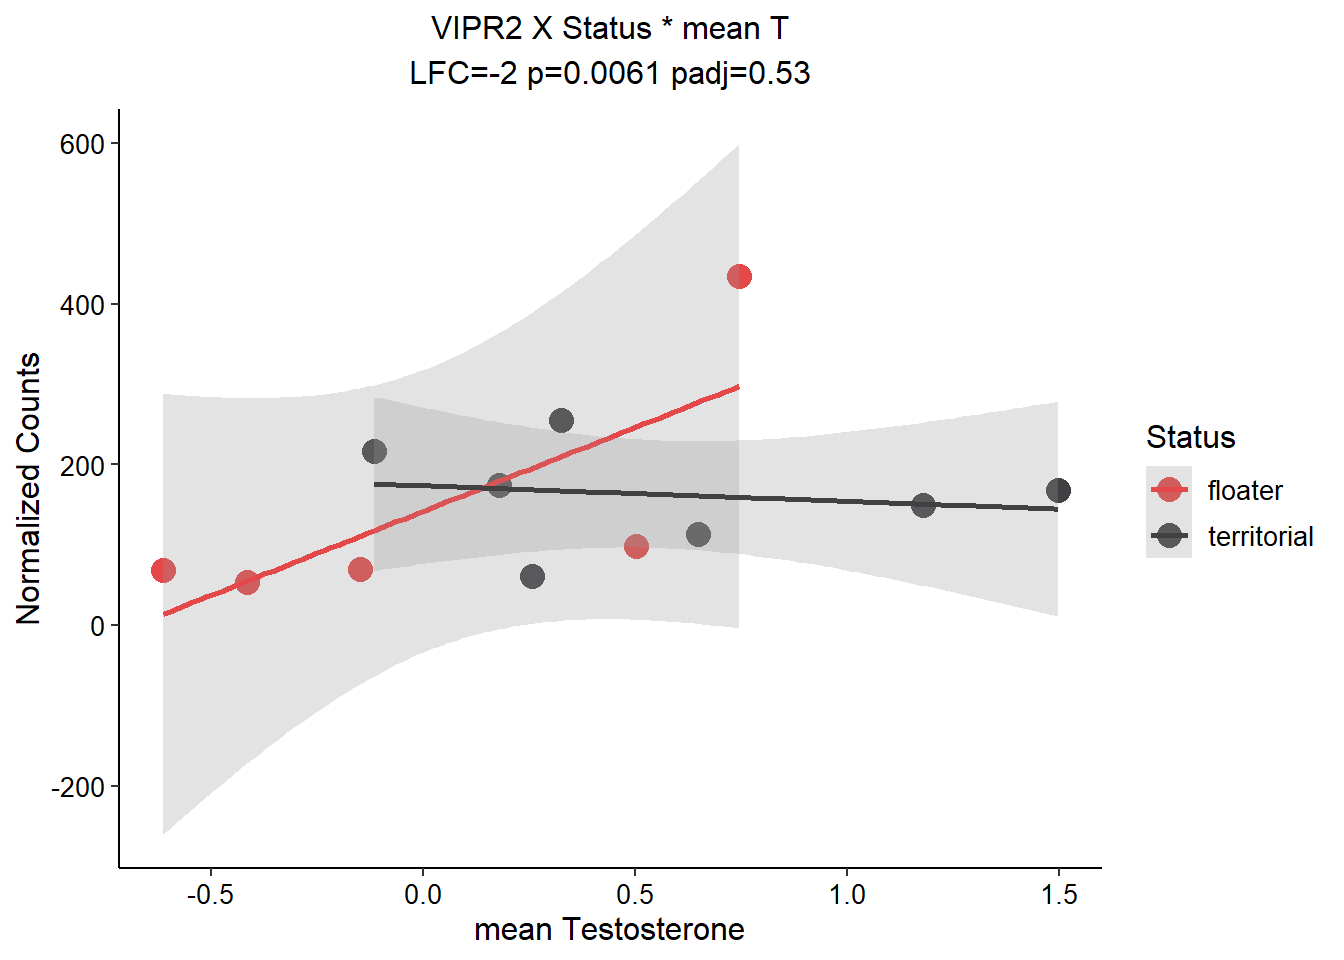 VIPR2 X Status * mean T
LFC=-2 p=0.0061 padj=0.53
Normalized Counts
600
400
200
0
-200
-0.5
0.0
0.5
1.0
1.5
mean Testosterone
Status
floater
territorial